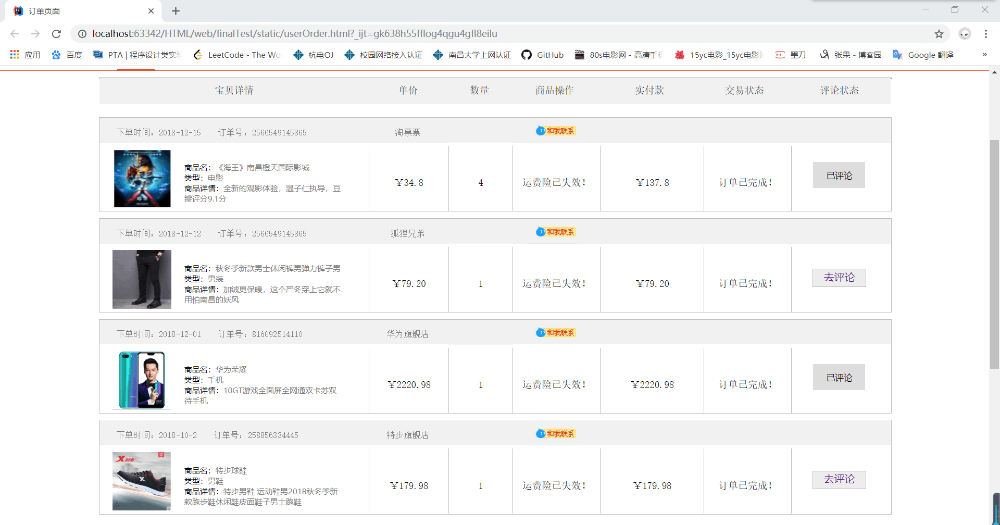 订单页面
localhost:63342/HTML/web/finalTest/static/userOrder.html?_ijt=gk638h55fflog4qgu4gfl8eilu
应用 百度 PTA | 程序设计类实验 LeetCode - The Wor 杭电OJ 校园网络接入认证 南昌大学上网认证 GitHub 80s电影网 - 高清手机 15yc电影_15yc电影网 墨刀 张果 - 博客园 Google 翻译 »
宝贝详情 单价 数量 商品操作 实付款 交易状态 评论状态
下单时间：2018-12-15 订单号：2566549145865 淘票票 和我联系
商品名：《海王》南昌橙天国际影城
类型：电影
商品详情：全新的观影体验，温子仁执导，豆
瓣评分9.1分
￥34.8 4 运费险已失效！ ￥137.8 订单已完成！ 已评论
下单时间：2018-12-12 订单号：2566549145865 狐狸兄弟 和我联系
商品名：秋冬季新款男士休闲裤男弹力裤子男
类型：男装
商品详情：加绒更保暖，这个严冬穿上它就不
用怕南昌的妖风
￥79.20 1 运费险已失效！ ￥79.20 订单已完成！ 去评论
下单时间：2018-12-01 订单号：816092514110 华为旗舰店 和我联系
商品名：华为荣耀
类型：手机
商品详情：10GT游戏全面屏全网通双卡苏双
待手机
￥2220.98 1 运费险已失效！ ￥2220.98 订单已完成！ 已评论
下单时间：2018-10-2 订单号：258856334445 特步旗舰店 和我联系
商品名：特步球鞋
类型：男鞋
商品详情：特步男鞋 运动鞋男2018秋冬季新
款跑步鞋休闲鞋皮面鞋子男士跑鞋
￥179.98 1 运费险已失效！ ￥179.98 订单已完成！ 去评论